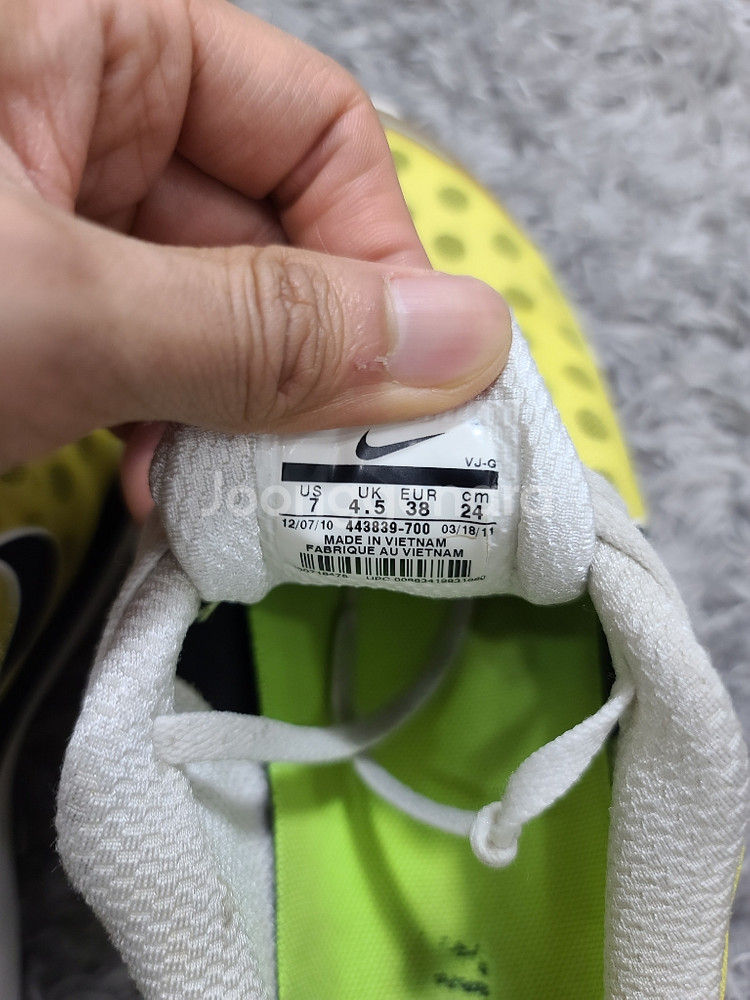 VJ-G
US UK EUR cm
7 4.5 38 24
12/07/10 443839-700 03/18/11
MADE IN VIETNAM
FABRIQUE AU VIETNAM
UPC